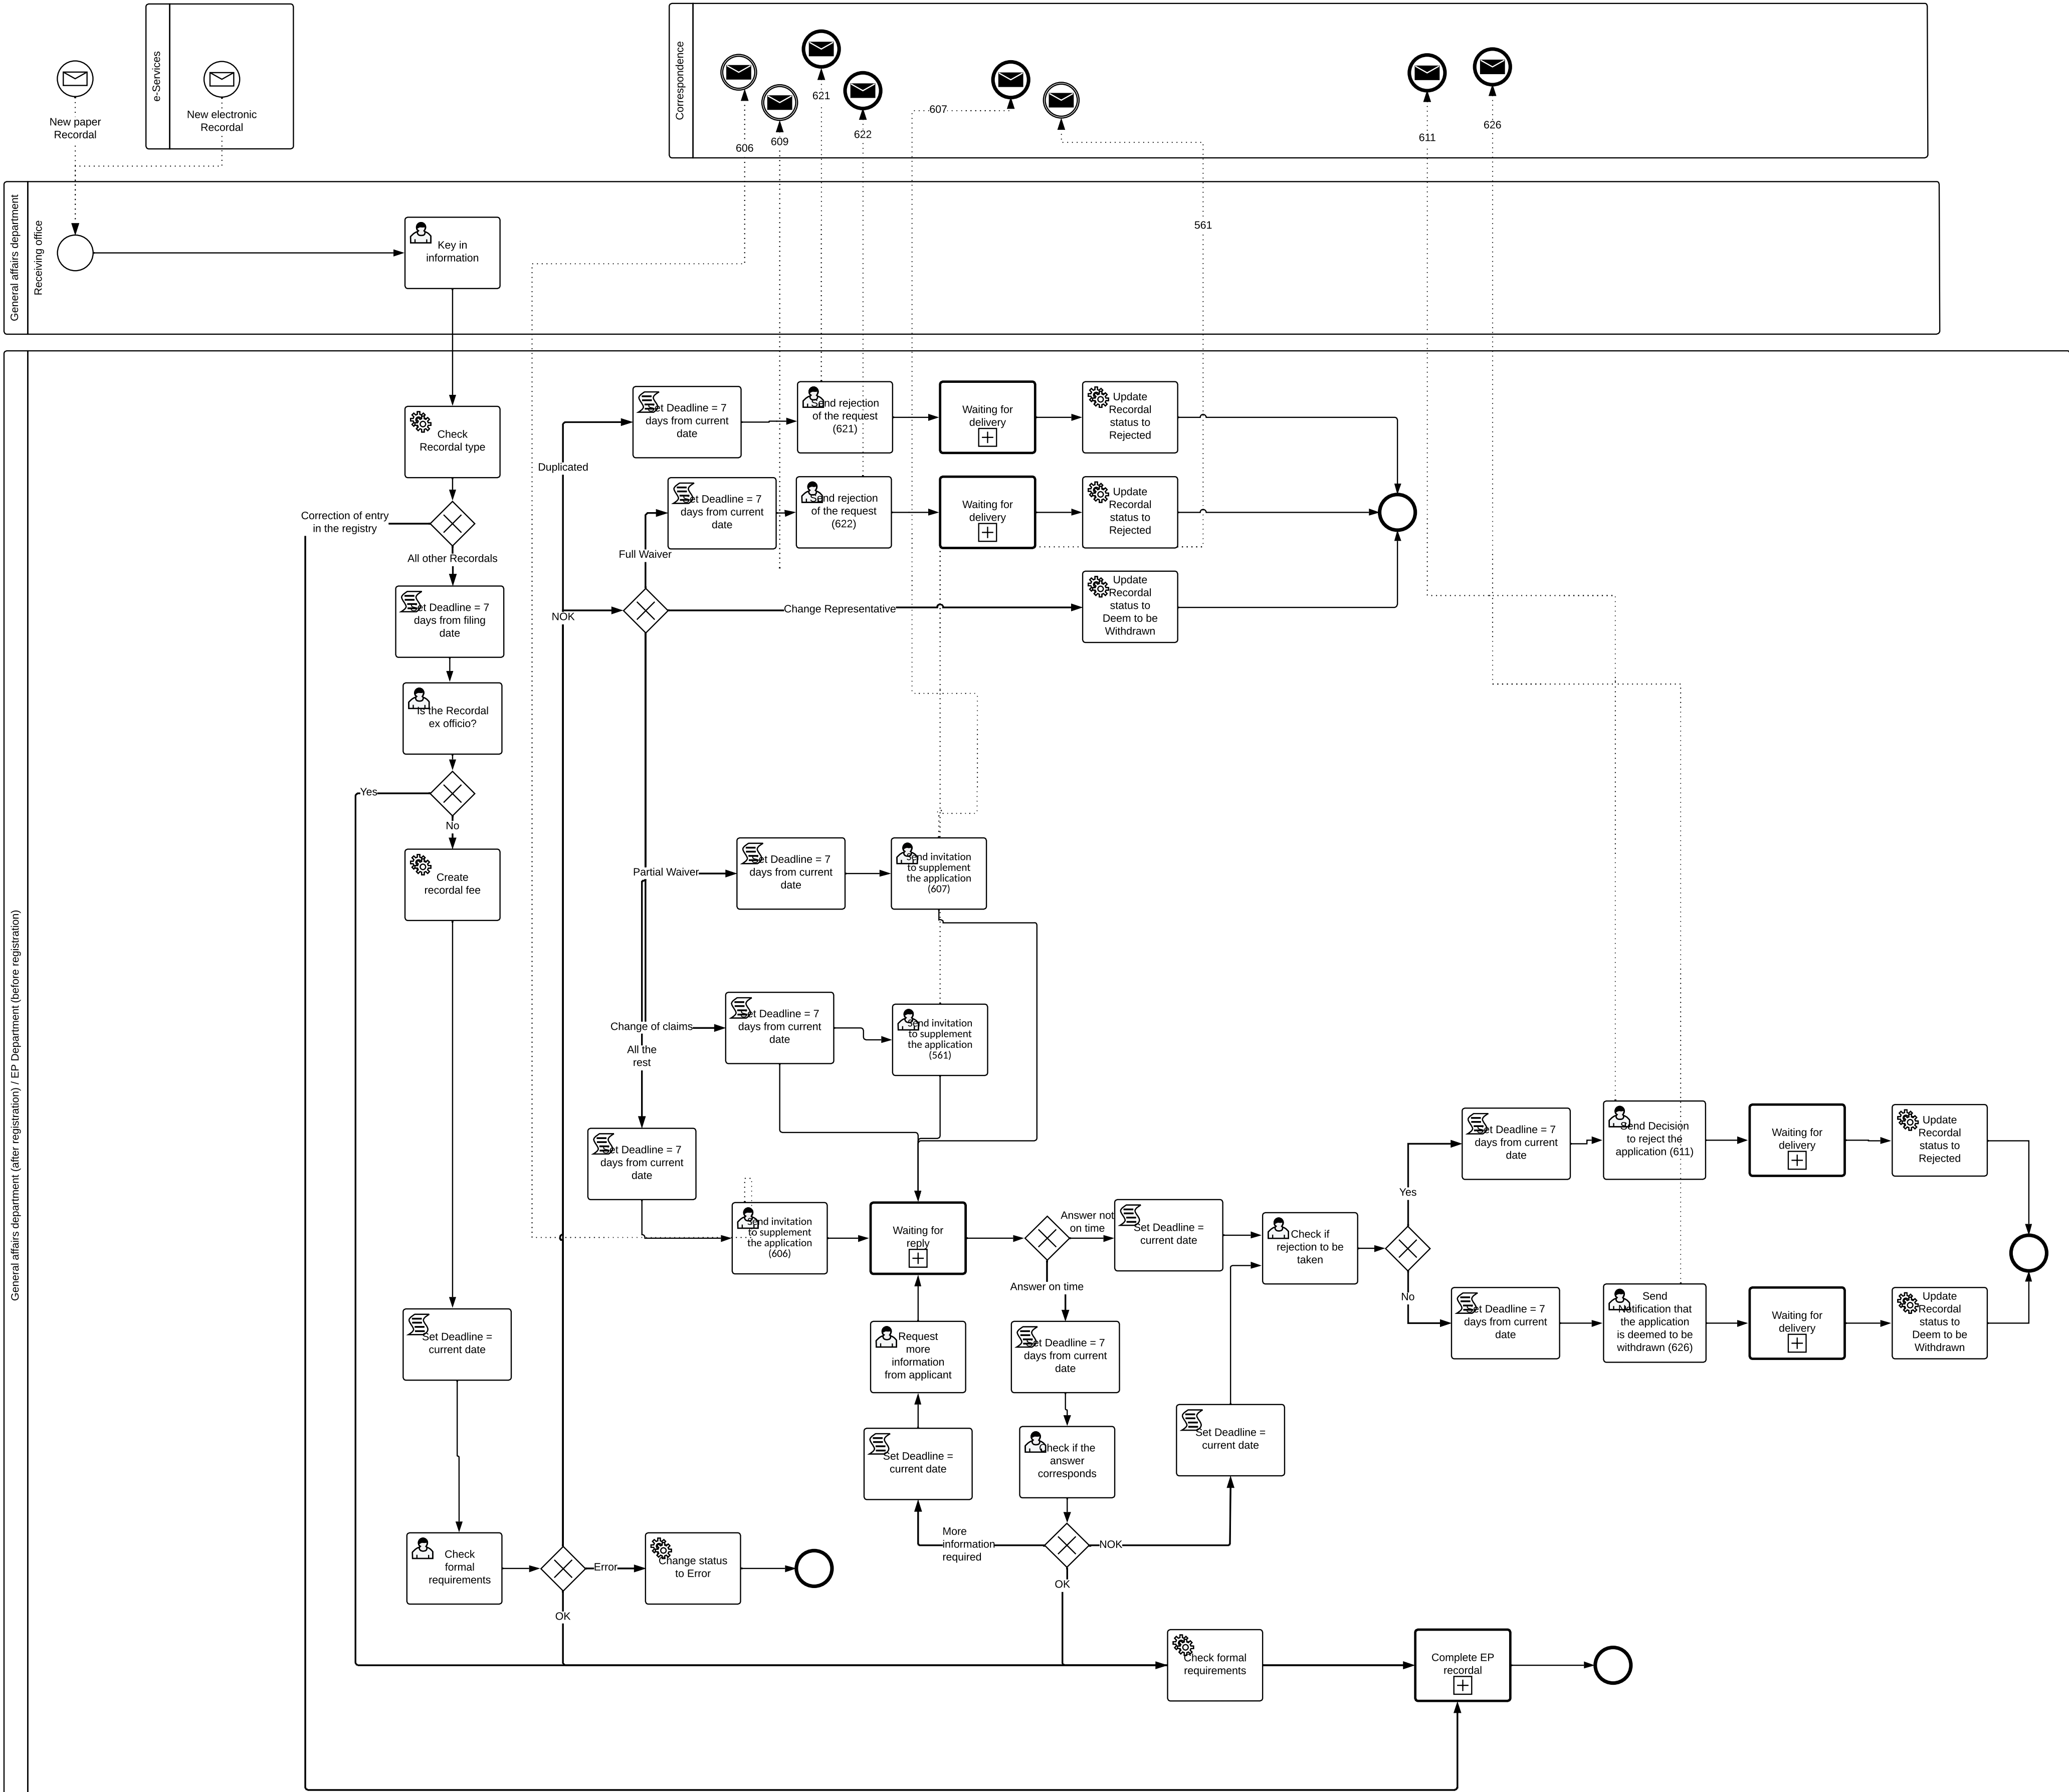 e-Services
New paper
Recordal
New electronic
Recordal
Correspondence
606
609
621
622
607
561
611
626
General affairs department
Receiving office
Key in
information
General affairs department (after registration) / EP Department (before registration)
Check
Recordal type
Correction of entry
in the registry
All other Recordals
Set Deadline = 7
days from filing
date
Is the Recordal
ex officio?
Yes
No
Create
recordal fee
Set Deadline =
current date
Check
formal
requirements
Error
Change status
to Error
OK
NOK
Duplicated
Set Deadline = 7
days from current
date
Send rejection
of the request
(621)
Waiting for
delivery
Update
Recordal
status to
Rejected
Full Waiver
Set Deadline = 7
days from current
date
Send rejection
of the request
(622)
Waiting for
delivery
Update
Recordal
status to
Rejected
Change Representative
Update
Recordal
status to
Deem to be
Withdrawn
Partial Waiver
Set Deadline = 7
days from current
date
Send invitation
to supplement
the application
(607)
Change of claims
Set Deadline = 7
days from current
date
Send invitation
to supplement
the application
(561)
All the
rest
Set Deadline = 7
days from current
date
Send invitation
to supplement
the application
(606)
Waiting for
reply
Answer not
on time
Set Deadline =
current date
Check if
rejection to be
taken
Answer on time
Set Deadline = 7
days from current
date
Check if the
answer
corresponds
More
information
required
Set Deadline =
current date
Request
more
information
from applicant
NOK
Set Deadline =
current date
OK
Yes
Set Deadline = 7
days from current
date
Send Decision
to reject the
application (611)
Waiting for
delivery
Update
Recordal
status to
Rejected
No
Set Deadline = 7
days from current
date
Send
Notification that
the application
is deemed to be
withdrawn (626)
Waiting for
delivery
Update
Recordal
status to
Deem to be
Withdrawn
Check formal
requirements
Complete EP
recordal